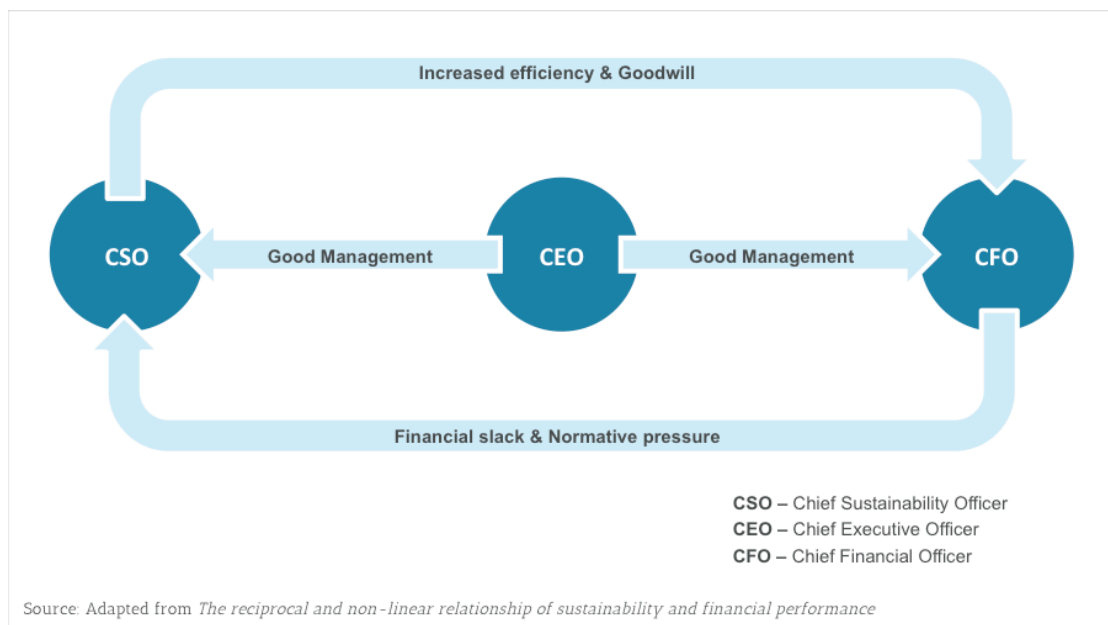 Increased efficiency & Goodwill
CSO
Good Management
CEO
Good Management
CFO
Financial slack & Normative pressure
CSO – Chief Sustainability Officer
CEO – Chief Executive Officer
CFO – Chief Financial Officer
Source: Adapted from The reciprocal and non-linear relationship of sustainability and financial performance